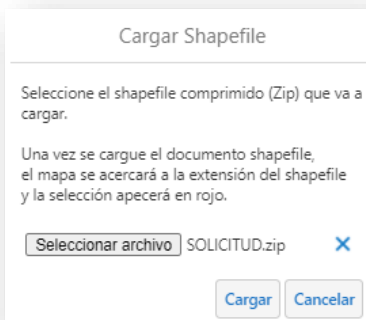 Cargar Shapefile
Seleccione el shapefile comprimido (Zip) que va a
cargar.
Una vez se cargue el documento shapefile,
el mapa se acercará a la extensión del shapefile
y la selección apecerá en rojo.
Seleccionar archivo SOLICITUD.zip ✕
Cargar Cancelar